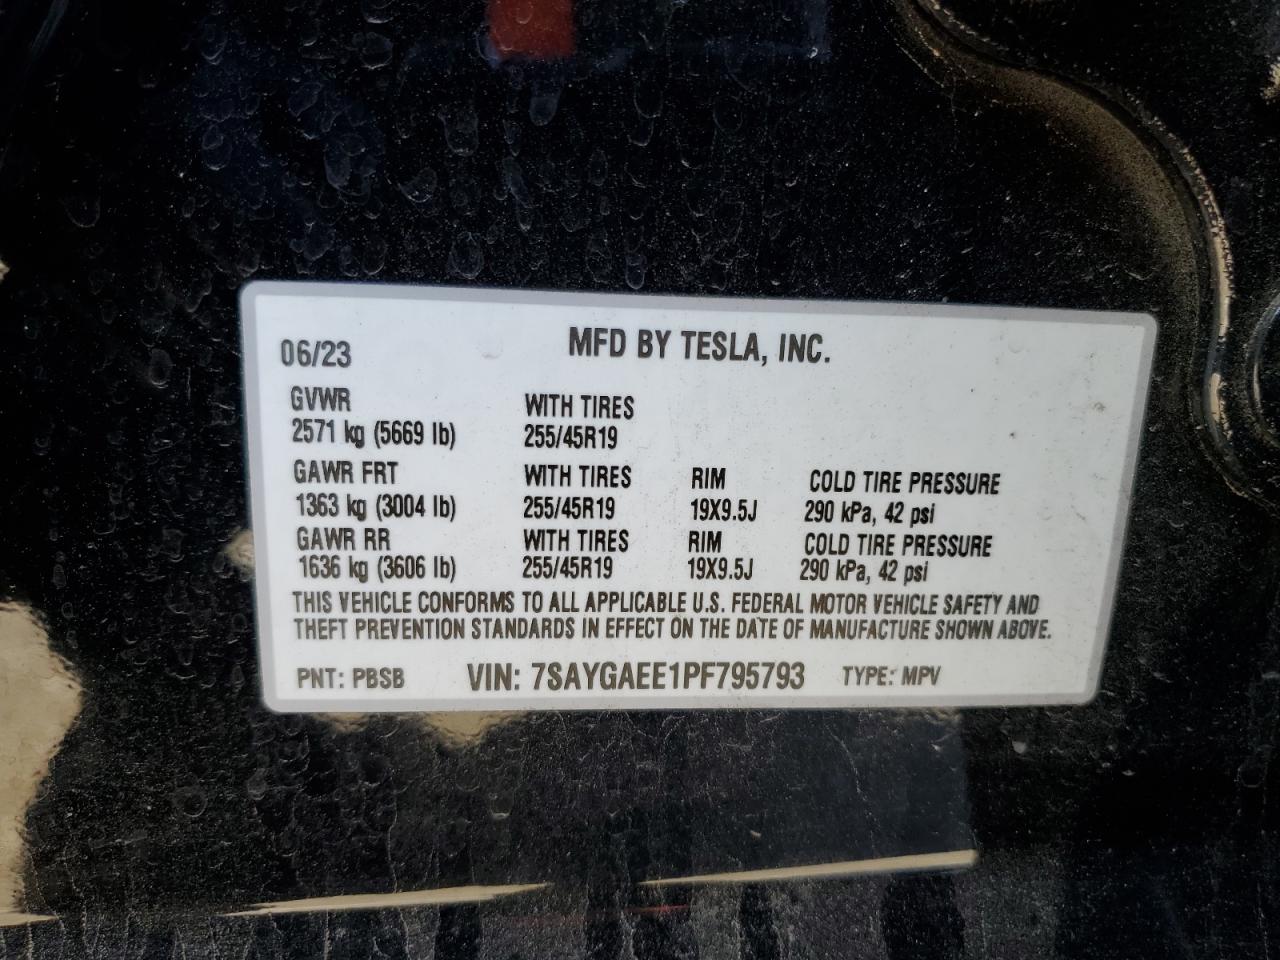 06/23 MFD BY TESLA, INC.
GVWR WITH TIRES
2571 kg (5669 lb) 255/45R19
GAWR FRT WITH TIRES RIM COLD TIRE PRESSURE
1363 kg (3004 lb) 255/45R19 19X9.5J 290 kPa, 42 psi
GAWR RR WITH TIRES RIM COLD TIRE PRESSURE
1636 kg (3606 lb) 255/45R19 19X9.5J 290 kPa, 42 psi
THIS VEHICLE CONFORMS TO ALL APPLICABLE U.S. FEDERAL MOTOR VEHICLE SAFETY AND
THEFT PREVENTION STANDARDS IN EFFECT ON THE DATE OF MANUFACTURE SHOWN ABOVE.
PNT: PBSB VIN: 7SAYGAEE1PF795793 TYPE: MPV